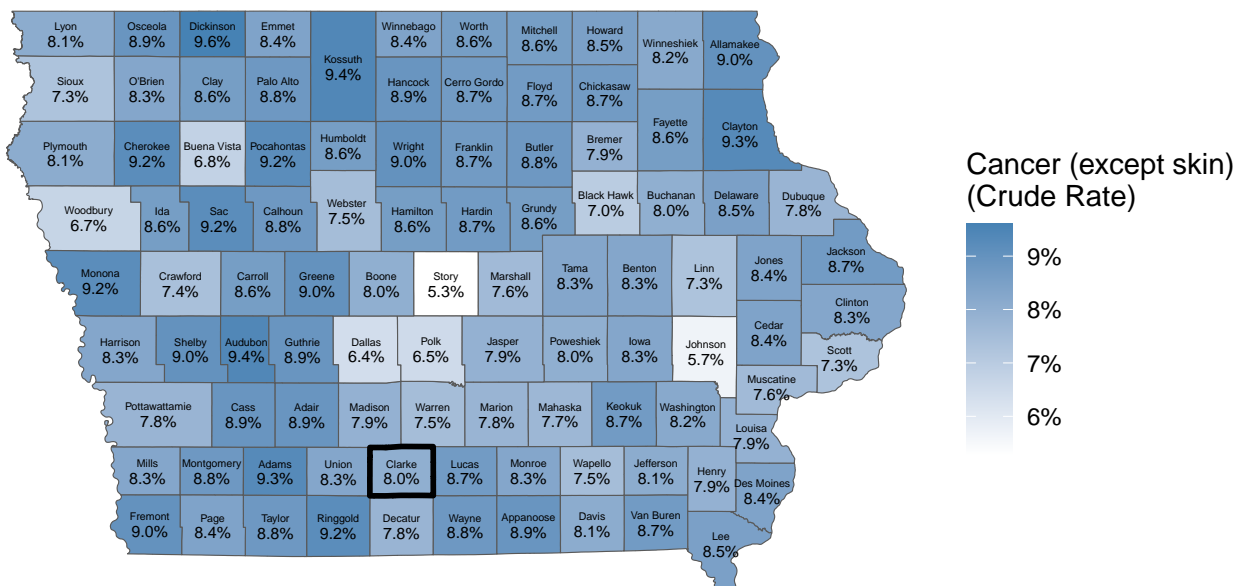 Lyon
8.1%
Osceola
8.9%
Dickinson
9.6%
Emmet
8.4%
Kossuth
9.4%
Winnebago
8.4%
Worth
8.6%
Mitchell
8.6%
Howard
8.5%
Winneshiek
8.2%
Allamakee
9.0%
Sioux
7.3%
O'Brien
8.3%
Clay
8.6%
Palo Alto
8.8%
Hancock
8.9%
Cerro Gordo
8.7%
Floyd
8.7%
Chickasaw
8.7%
Fayette
8.6%
Clayton
9.3%
Plymouth
8.1%
Cherokee
9.2%
Buena Vista
6.8%
Pocahontas
9.2%
Humboldt
8.6%
Wright
9.0%
Franklin
8.7%
Butler
8.8%
Bremer
7.9%
Woodbury
6.7%
Ida
8.6%
Sac
9.2%
Calhoun
8.8%
Webster
7.5%
Hamilton
8.6%
Hardin
8.7%
Grundy
8.6%
Black Hawk
7.0%
Buchanan
8.0%
Delaware
8.5%
Dubuque
7.8%
Monona
9.2%
Crawford
7.4%
Carroll
8.6%
Greene
9.0%
Boone
8.0%
Story
5.3%
Marshall
7.6%
Tama
8.3%
Benton
8.3%
Linn
7.3%
Jones
8.4%
Jackson
8.7%
Clinton
8.3%
Harrison
8.3%
Shelby
9.0%
Audubon
9.4%
Guthrie
8.9%
Dallas
6.4%
Polk
6.5%
Jasper
7.9%
Poweshiek
8.0%
Iowa
8.3%
Johnson
5.7%
Cedar
8.4%
Scott
7.3%
Muscatine
7.6%
Pottawattamie
7.8%
Cass
8.9%
Adair
8.9%
Madison
7.9%
Warren
7.5%
Marion
7.8%
Mahaska
7.7%
Keokuk
8.7%
Washington
8.2%
Louisa
7.9%
Mills
8.3%
Montgomery
8.8%
Adams
9.3%
Union
8.3%
Clarke
8.0%
Lucas
8.7%
Monroe
8.3%
Wapello
7.5%
Jefferson
8.1%
Henry
7.9%
Des Moines
8.4%
Fremont
9.0%
Page
8.4%
Taylor
8.8%
Ringgold
9.2%
Decatur
7.8%
Wayne
8.8%
Appanoose
8.9%
Davis
8.1%
Van Buren
8.7%
Lee
8.5%
Cancer (except skin)
(Crude Rate)
9%
8%
7%
6%